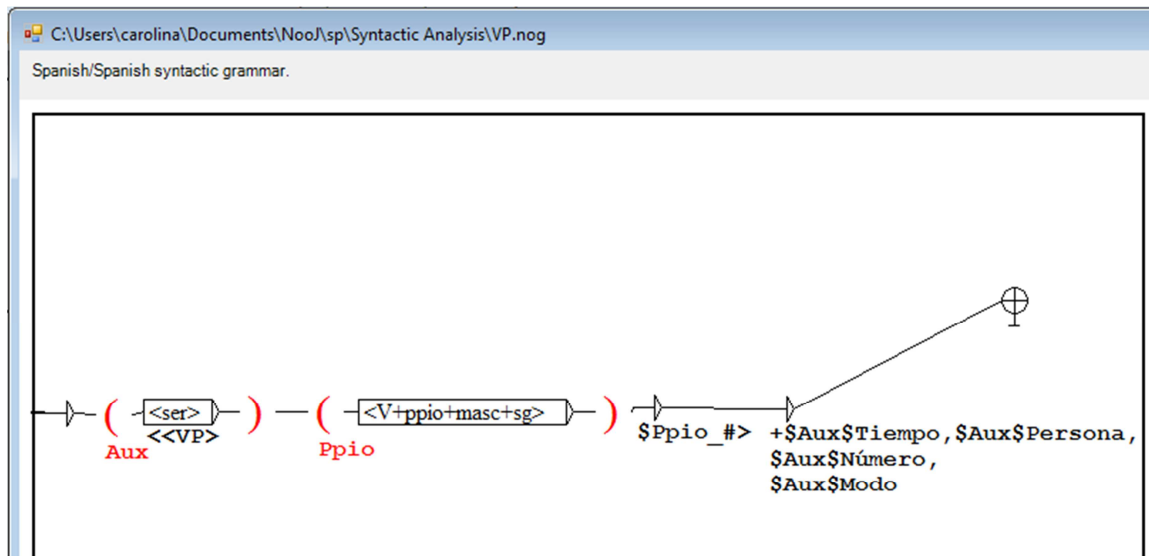 C:\Users\carolina\Documents\NooJ\sp\Syntactic Analysis\VP.nog
Spanish/Spanish syntactic grammar.
( <ser> ) ( <V+ppio+masc+sg> )
<<VP>
Aux
Ppio
$Ppio_#>
+$Aux$Tiempo,$Aux$Persona,
$Aux$Número,
$Aux$Modo